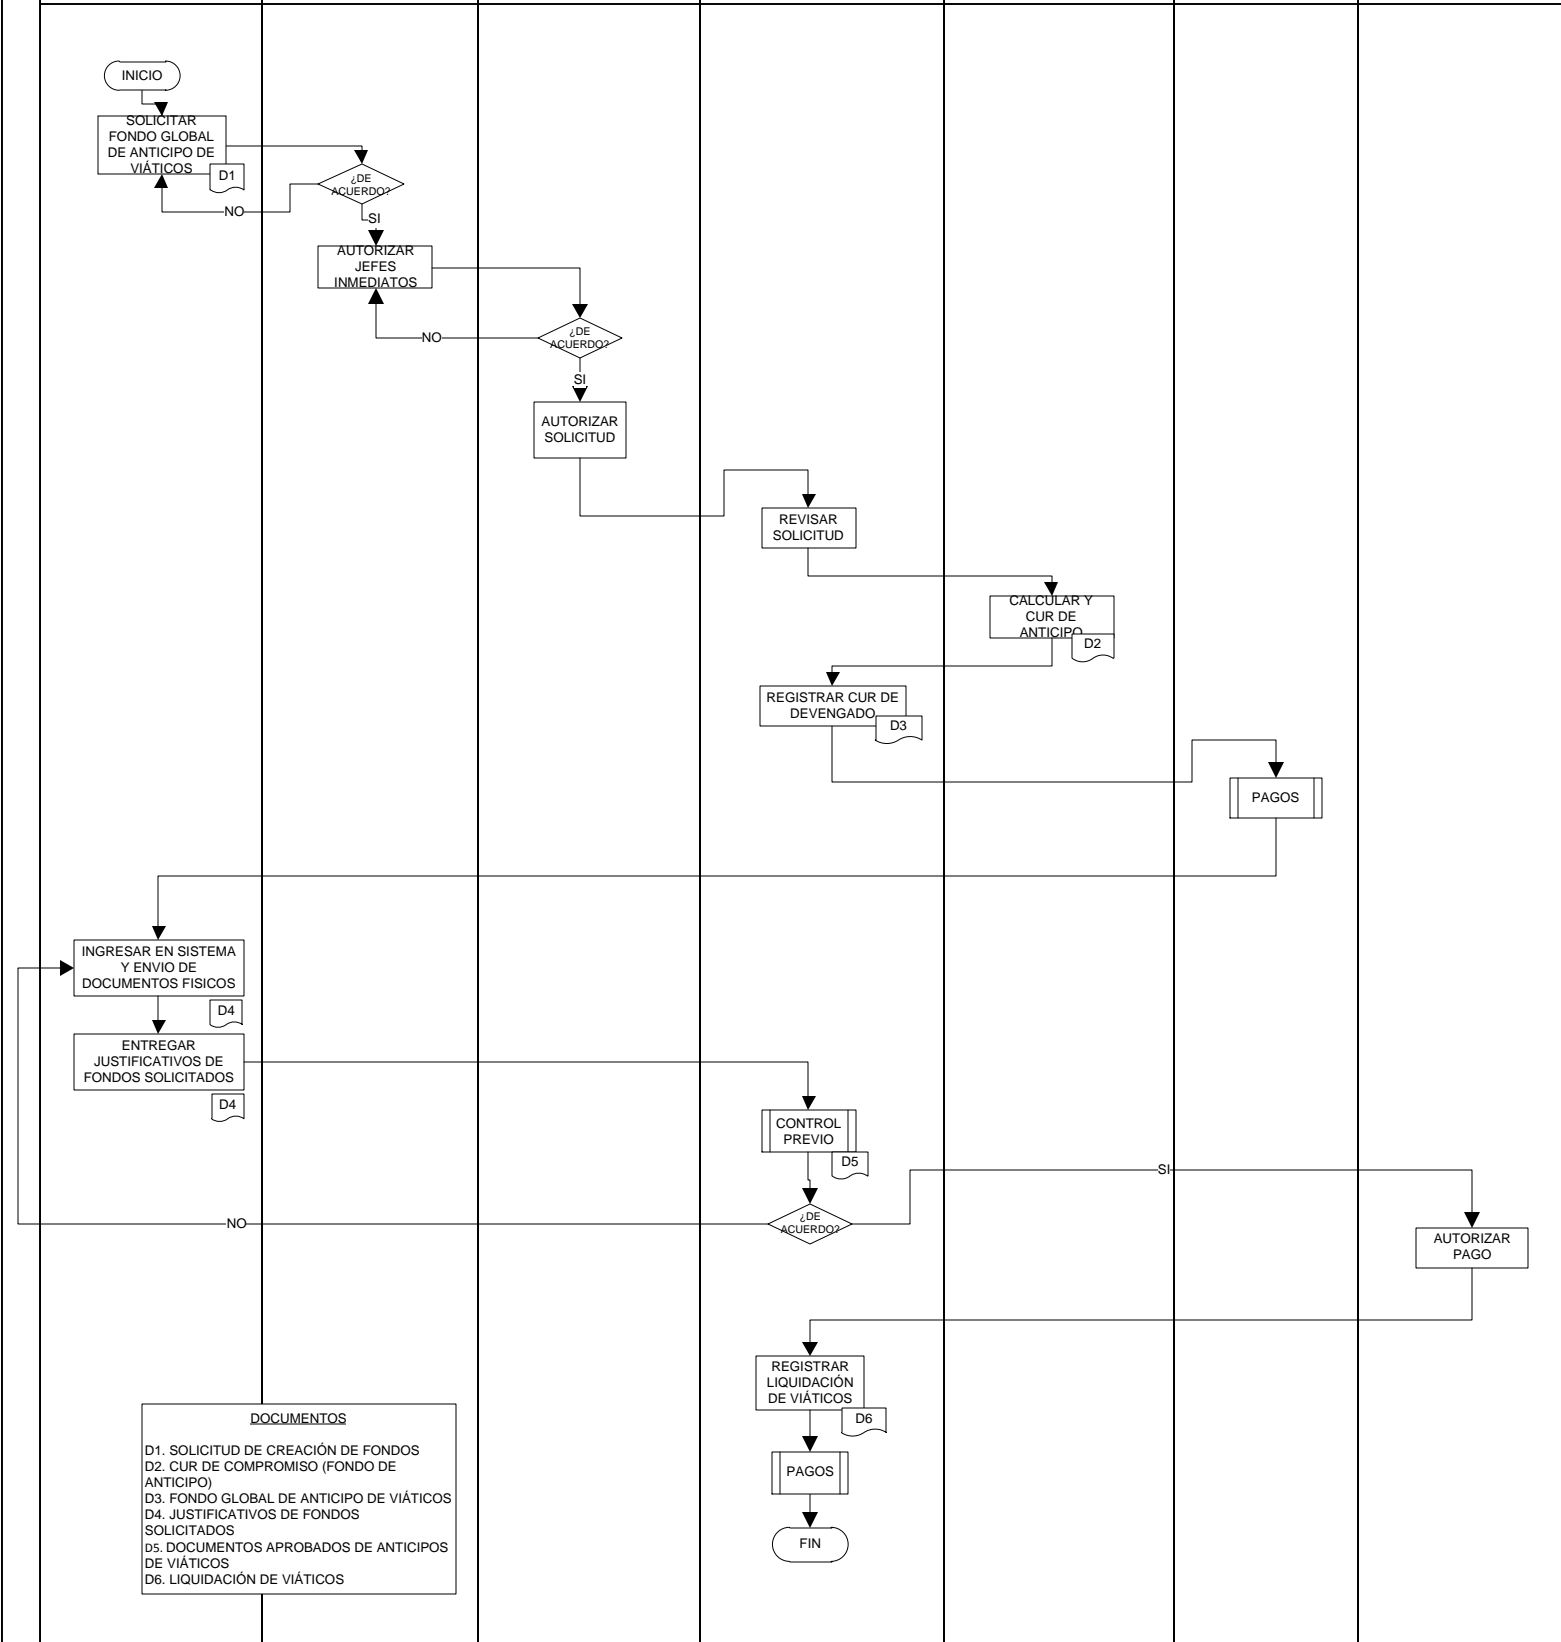 INICIO
SOLICITAR
FONDO GLOBAL
DE ANTICIPO DE
VIÁTICOS
D1
¿DE
ACUERDO?
NO
SI
AUTORIZAR
JEFES
INMEDIATOS
¿DE
ACUERDO?
NO
SI
AUTORIZAR
SOLICITUD
REVISAR
SOLICITUD
CALCULAR Y
CUR DE
ANTICIPO
D2
REGISTRAR CUR DE
DEVENGADO
D3
PAGOS
INGRESAR EN SISTEMA
Y ENVIO DE
DOCUMENTOS FISICOS
D4
ENTREGAR
JUSTIFICATIVOS DE
FONDOS SOLICITADOS
D4
CONTROL
PREVIO
D5
SI
¿DE
ACUERDO?
NO
AUTORIZAR
PAGO
REGISTRAR
LIQUIDACIÓN
DE VIÁTICOS
D6
PAGOS
FIN
DOCUMENTOS
D1. SOLICITUD DE CREACIÓN DE FONDOS
D2. CUR DE COMPROMISO (FONDO DE
ANTICIPO)
D3. FONDO GLOBAL DE ANTICIPO DE VIÁTICOS
D4. JUSTIFICATIVOS DE FONDOS
SOLICITADOS
D5. DOCUMENTOS APROBADOS DE ANTICIPOS
DE VIÁTICOS
D6. LIQUIDACIÓN DE VIÁTICOS